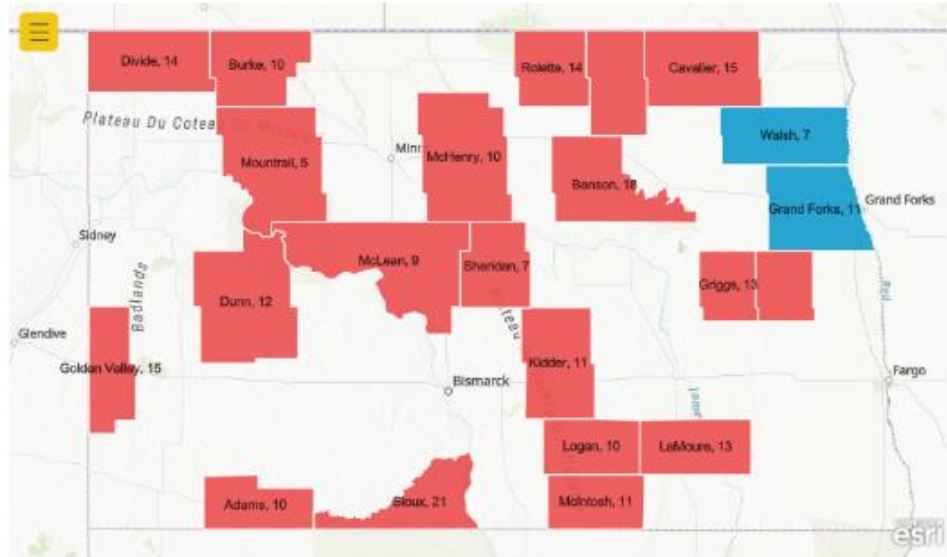 Divide, 14
Burke, 10
Rolette, 14
Cavalier, 15
Plateau Du Coteau Du Missouri
Walsh, 7
Mountrail, 5
McHenry, 10
Benson, 18
Grand Forks, 11
Grand Forks
Sidney
McLean, 9
Sheridan, 7
Badlands
Dunn, 12
Griggs, 13
Red
Glendive
Golden Valley, 15
Kidder, 11
Bismarck
Fargo
Logan, 10
LaMoure, 13
Adams, 10
Sioux, 21
McIntosh, 11
esri